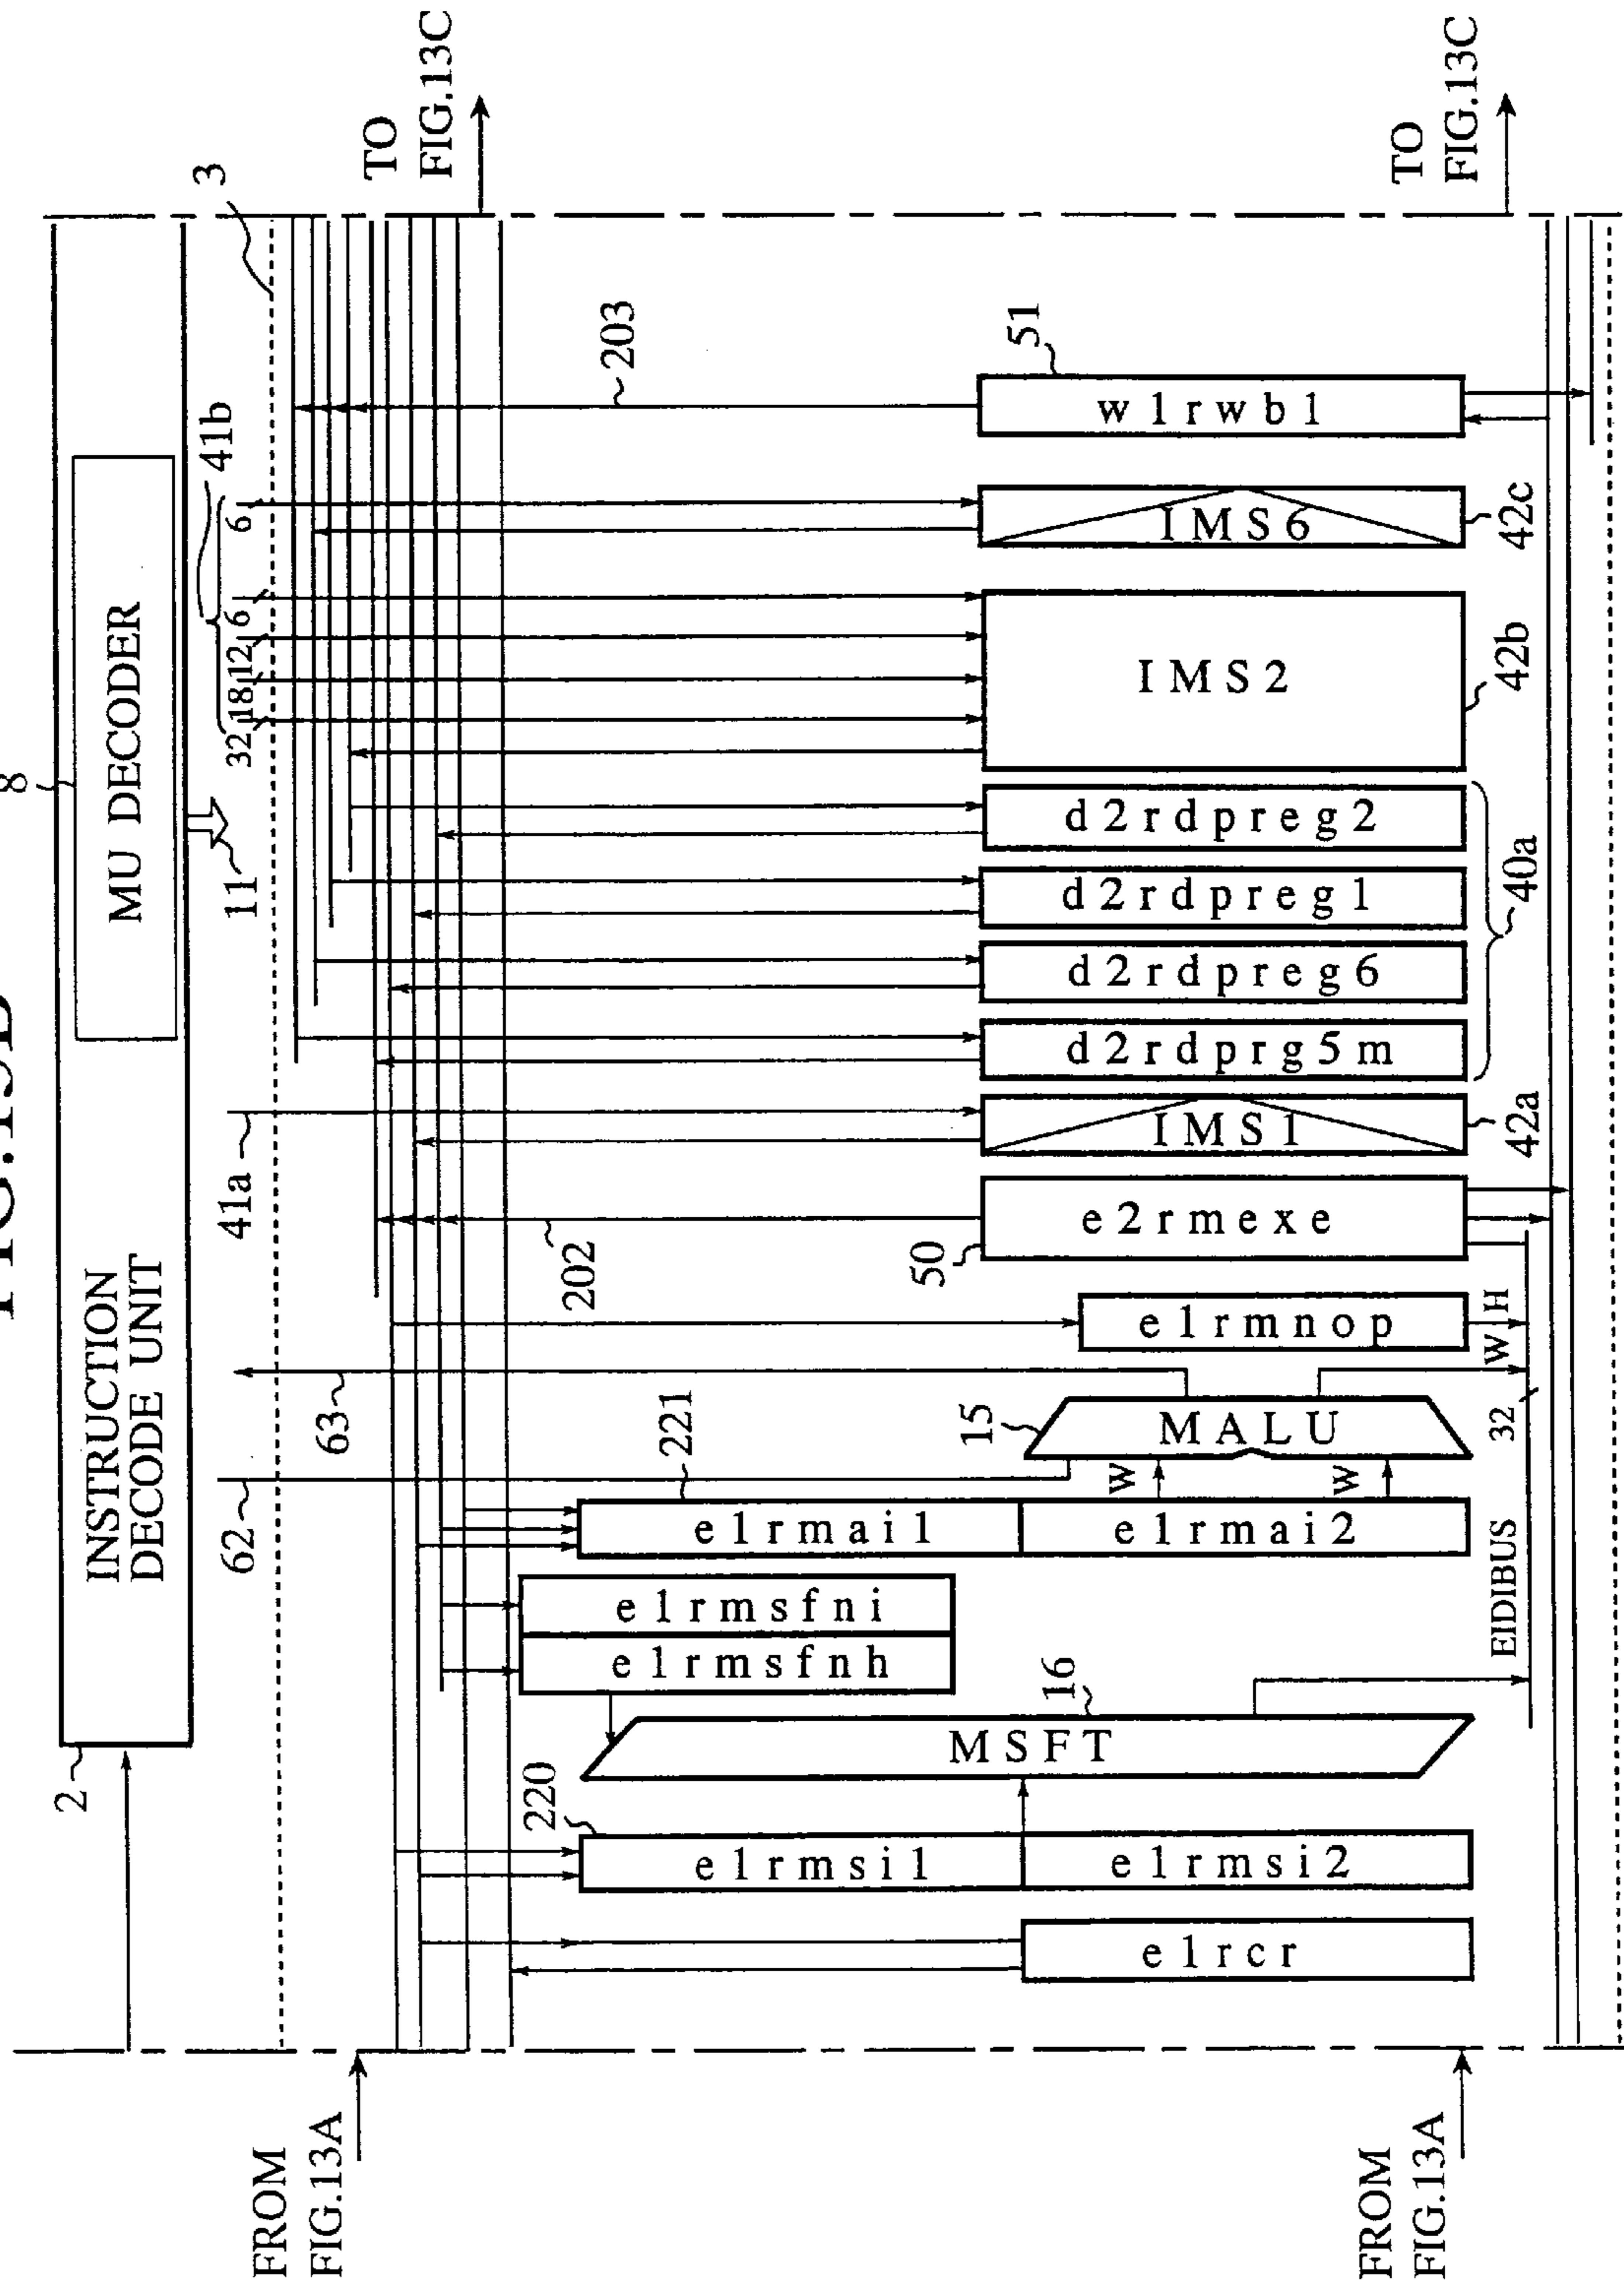 8
2
INSTRUCTION
DECODE UNIT
MU DECODER
11
41b
3
62
63
41a
32
18
12
6
6
FROM
FIG.13A
TO
FIG.13C
220
16
221
15
202
50
203
51
e1rcr
e1rmsi1
e1rmsi2
MSFT
e1rmsfnh
e1rmsfni
e1rmai1
e1rmai2
W
W
MALU
e1rmnop
W
H
e2rmexe
IMS1
42a
d2rdprg5m
d2rdpreg6
d2rdpreg1
d2rdpreg2
40a
IMS2
42b
IMS6
42c
w1rwb1
EIDIBUS
32
FROM
FIG.13A
TO
FIG.13C